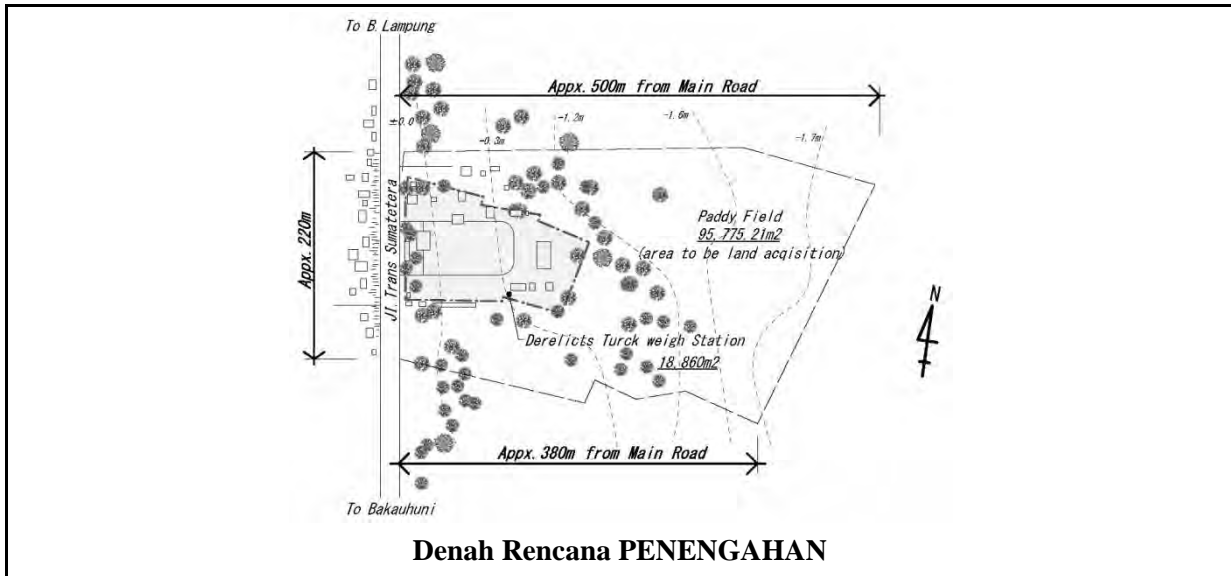 To B. Lampung
Appx. 500m from Main Road
±0.0
-0.3m
-1.2m
-1.6m
-1.7m
Appx. 220m
Jl. Trans Sumatetera
Paddy Field
95,775.21m2
(area to be land acqisition)
N
Derelicts Turck weigh Station
18,860m2
Appx. 380m from Main Road
To Bakauhuni
Denah Rencana PENENGAHAN